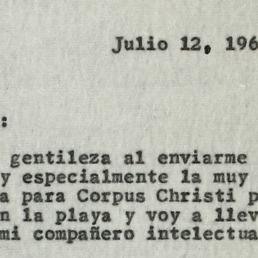 Julio 12, 196
:
gentileza al enviarme
y especialmente la muy
a para Corpus Christi p
n la playa y voy a llev
mi compañero intelectua